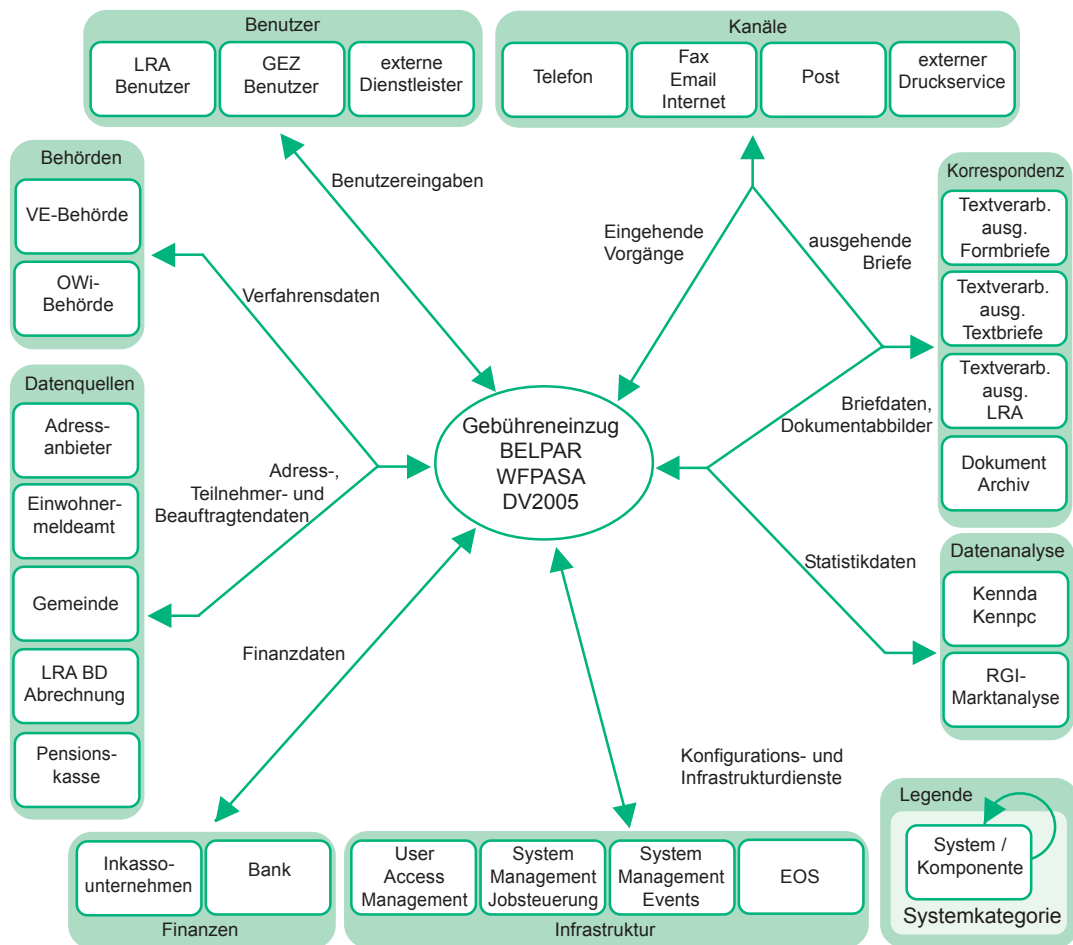 Benutzer
LRA
Benutzer
GEZ
Benutzer
externe
Dienstleister
Kanäle
Telefon
Fax
Email
Internet
Post
externer
Druckservice
Behörden
VE-Behörde
OWi-
Behörde
Benutzereingaben
Verfahrensdaten
Eingehende
Vorgänge
ausgehende
Briefe
Korrespondenz
Textverarb.
ausg.
Formbriefe
Textverarb.
ausg.
Textbriefe
Textverarb.
ausg.
LRA
Dokument
Archiv
Datenquellen
Adress-
anbieter
Einwohner-
meldeamt
Gemeinde
LRA BD
Abrechnung
Pensions-
kasse
Adress-,
Teilnehmer- und
Beauftragtendaten
Gebühreneinzug
BELPAR
WFPASA
DV2005
Briefdaten,
Dokumentabbilder
Statistikdaten
Datenanalyse
Kennda
Kennpc
RGI-
Marktanalyse
Finanzdaten
Konfigurations- und
Infrastrukturdienste
Inkasso-
unternehmen
Bank
Finanzen
User
Access
Management
System
Management
Jobsteuerung
System
Management
Events
EOS
Infrastruktur
Legende
System /
Komponente
Systemkategorie